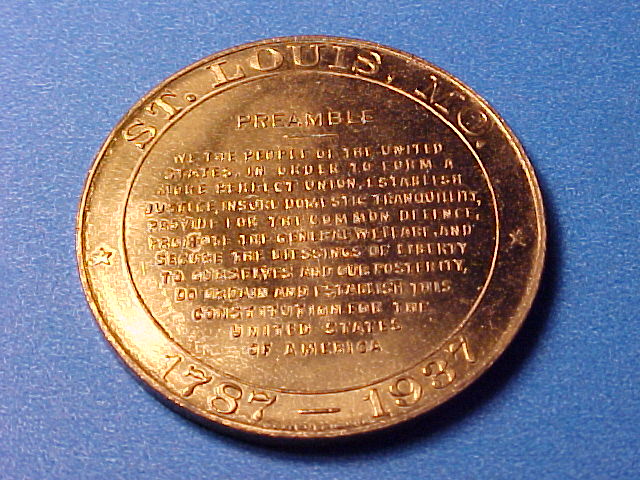 ST. LOUIS, MO.
PREAMBLE
WE THE PEOPLE OF THE UNITED
STATES, IN ORDER TO FORM A
MORE PERFECT UNION, ESTABLISH
JUSTICE, INSURE DOMESTIC TRANQUILITY,
PROVIDE FOR THE COMMON DEFENCE,
PROMOTE THE GENERAL WELFARE, AND
SECURE THE BLESSINGS OF LIBERTY
TO OURSELVES AND OUR POSTERITY,
DO ORDAIN AND ESTABLISH THIS
CONSTITUTION FOR THE
UNITED STATES
OF AMERICA
1787 – 1937